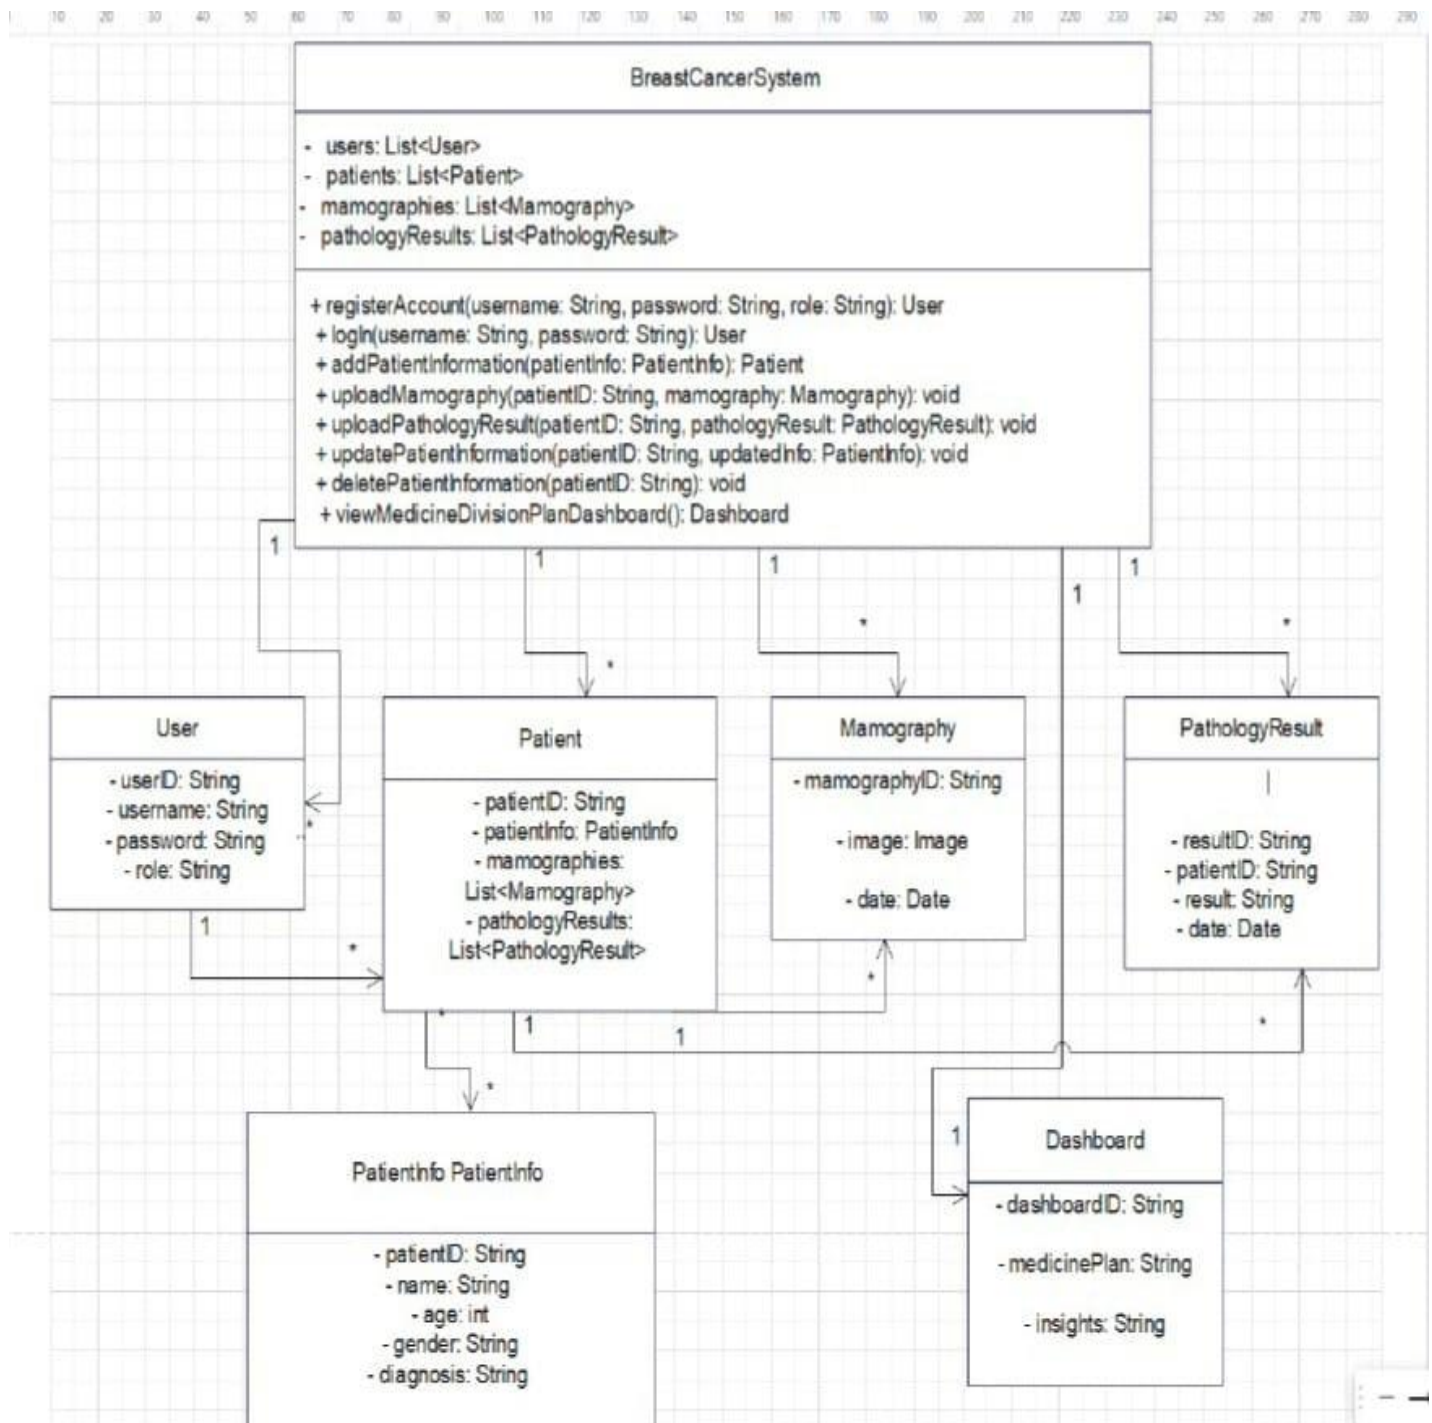 10 20 30 40 50 60 70 80 90 100 110 120 130 140 150 160 170 180 190 200 210 220 230 240 250 260 270 280 290
BreastCancerSystem
- users: List<User>
- patients: List<Patient>
- mamographies: List<Mamography>
- pathologyResults: List<PathologyResult>
+ registerAccount(username: String, password: String, role: String): User
+ logIn(username: String, password: String): User
+ addPatientInformation(patientInfo: PatientInfo): Patient
+ uploadMamography(patientID: String, mamography: Mamography): void
+ uploadPathologyResult(patientID: String, pathologyResult: PathologyResult): void
+ updatePatientInformation(patientID: String, updatedInfo: PatientInfo): void
+ deletePatientInformation(patientID: String): void
+ viewMedicineDivisionPlanDashboard(): Dashboard
1
1
1
1
1
*
*
*
User
- userID: String
- username: String
- password: String
- role: String
*
1
*
Patient
- patientID: String
- patientInfo: PatientInfo
- mamographies:
List<Mamography>
- pathologyResults:
List<PathologyResult>
Mamography
- mamographyID: String
- image: Image
- date: Date
PathologyResult
- resultID: String
- patientID: String
- result: String
- date: Date
*
*
1
1
*
*
PatientInfo PatientInfo
- patientID: String
- name: String
- age: int
- gender: String
- diagnosis: String
1
Dashboard
- dashboardID: String
- medicinePlan: String
- insights: String